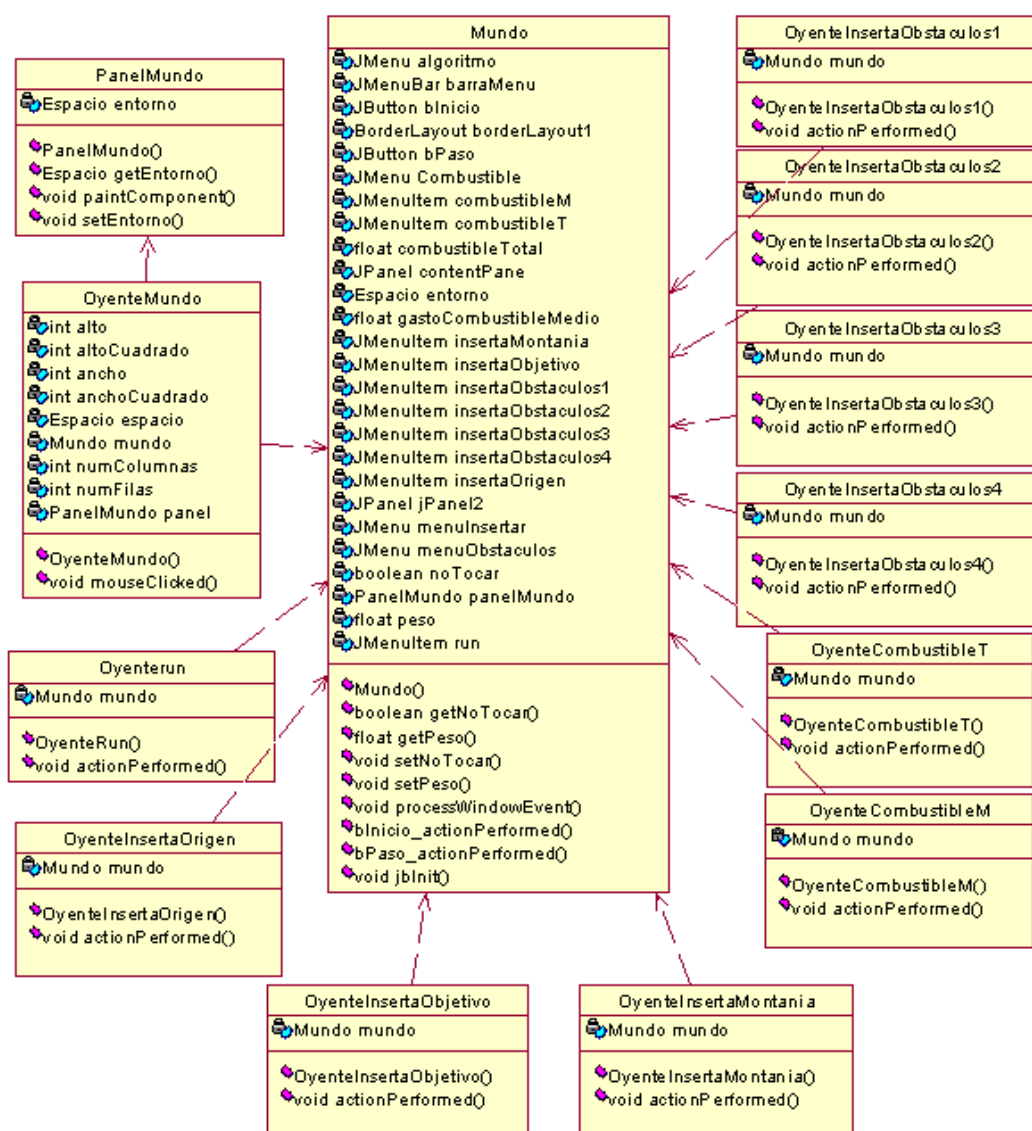 PanelMundo
Espacio entorno
PanelMundo()
Espacio getEntorno()
void paintComponent()
void setEntorno()
OyenteMundo
int alto
int altoCuadrado
int ancho
int anchoCuadrado
Espacio espacio
Mundo mundo
int numColumnas
int numFilas
PanelMundo panel
OyenteMundo()
void mouseClicked()
Oyenterun
Mundo mundo
OyenteRun()
void actionPerformed()
OyenteInsertaOrigen
Mundo mundo
OyenteInsertaOrigen()
void actionPerformed()
Mundo
JMenu algoritmo
JMenuBar barraMenu
JButton bInicio
BorderLayout borderLayout1
JButton bPaso
JMenu Combustible
JMenuItem combustibleM
JMenuItem combustibleT
float combustibleTotal
JPanel contentPane
Espacio entorno
float gastoCombustibleMedio
JMenuItem insertaMontania
JMenuItem insertaObjetivo
JMenuItem insertaObstaculos1
JMenuItem insertaObstaculos2
JMenuItem insertaObstaculos3
JMenuItem insertaObstaculos4
JMenuItem insertaOrigen
JPanel jPanel2
JMenu menuInsertar
JMenu menuObstaculos
boolean noTocar
PanelMundo panelMundo
float peso
JMenuItem run
Mundo()
boolean getNoTocar()
float getPeso()
void setNoTocar()
void setPeso()
void processWindowEvent()
bInicio_actionPerformed()
bPaso_actionPerformed()
void jbInit()
OyenteInsertaObstaculos1
Mundo mundo
OyenteInsertaObstaculos1()
void actionPerformed()
OyenteInsertaObstaculos2
Mundo mundo
OyenteInsertaObstaculos2()
void actionPerformed()
OyenteInsertaObstaculos3
Mundo mundo
OyenteInsertaObstaculos3()
void actionPerformed()
OyenteInsertaObstaculos4
Mundo mundo
OyenteInsertaObstaculos4()
void actionPerformed()
OyenteCombustibleT
Mundo mundo
OyenteCombustibleT()
void actionPerformed()
OyenteCombustibleM
Mundo mundo
OyenteCombustibleM()
void actionPerformed()
OyenteInsertaObjetivo
Mundo mundo
OyenteInsertaObjetivo()
void actionPerformed()
OyenteInsertaMontania
Mundo mundo
OyenteInsertaMontania()
void actionPerformed()